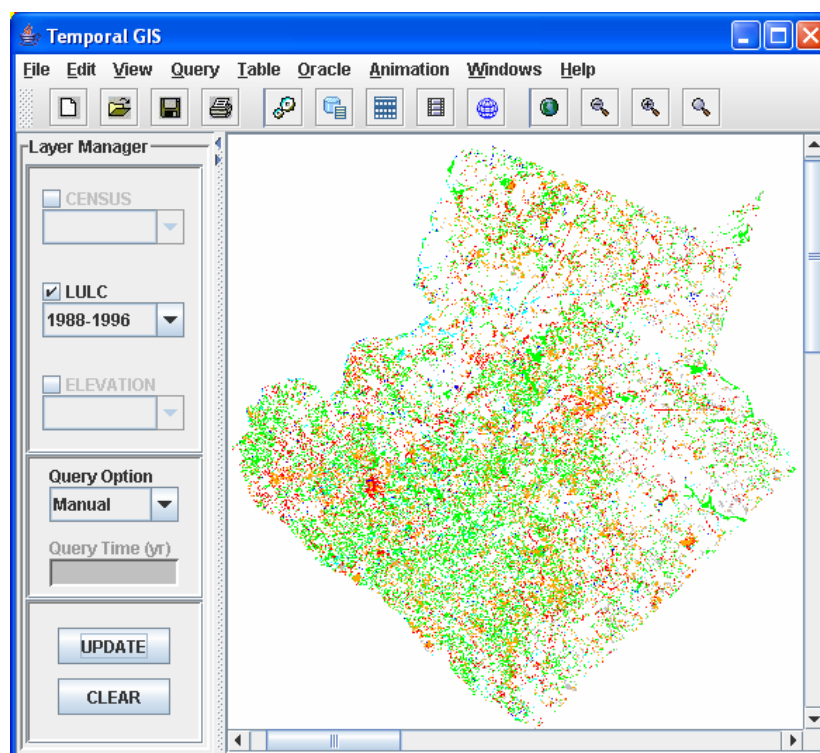 Temporal GIS
File Edit View Query Table Oracle Animation Windows Help
Layer Manager
CENSUS
LULC
1988-1996
ELEVATION
Query Option
Manual
Query Time (yr)
UPDATE
CLEAR